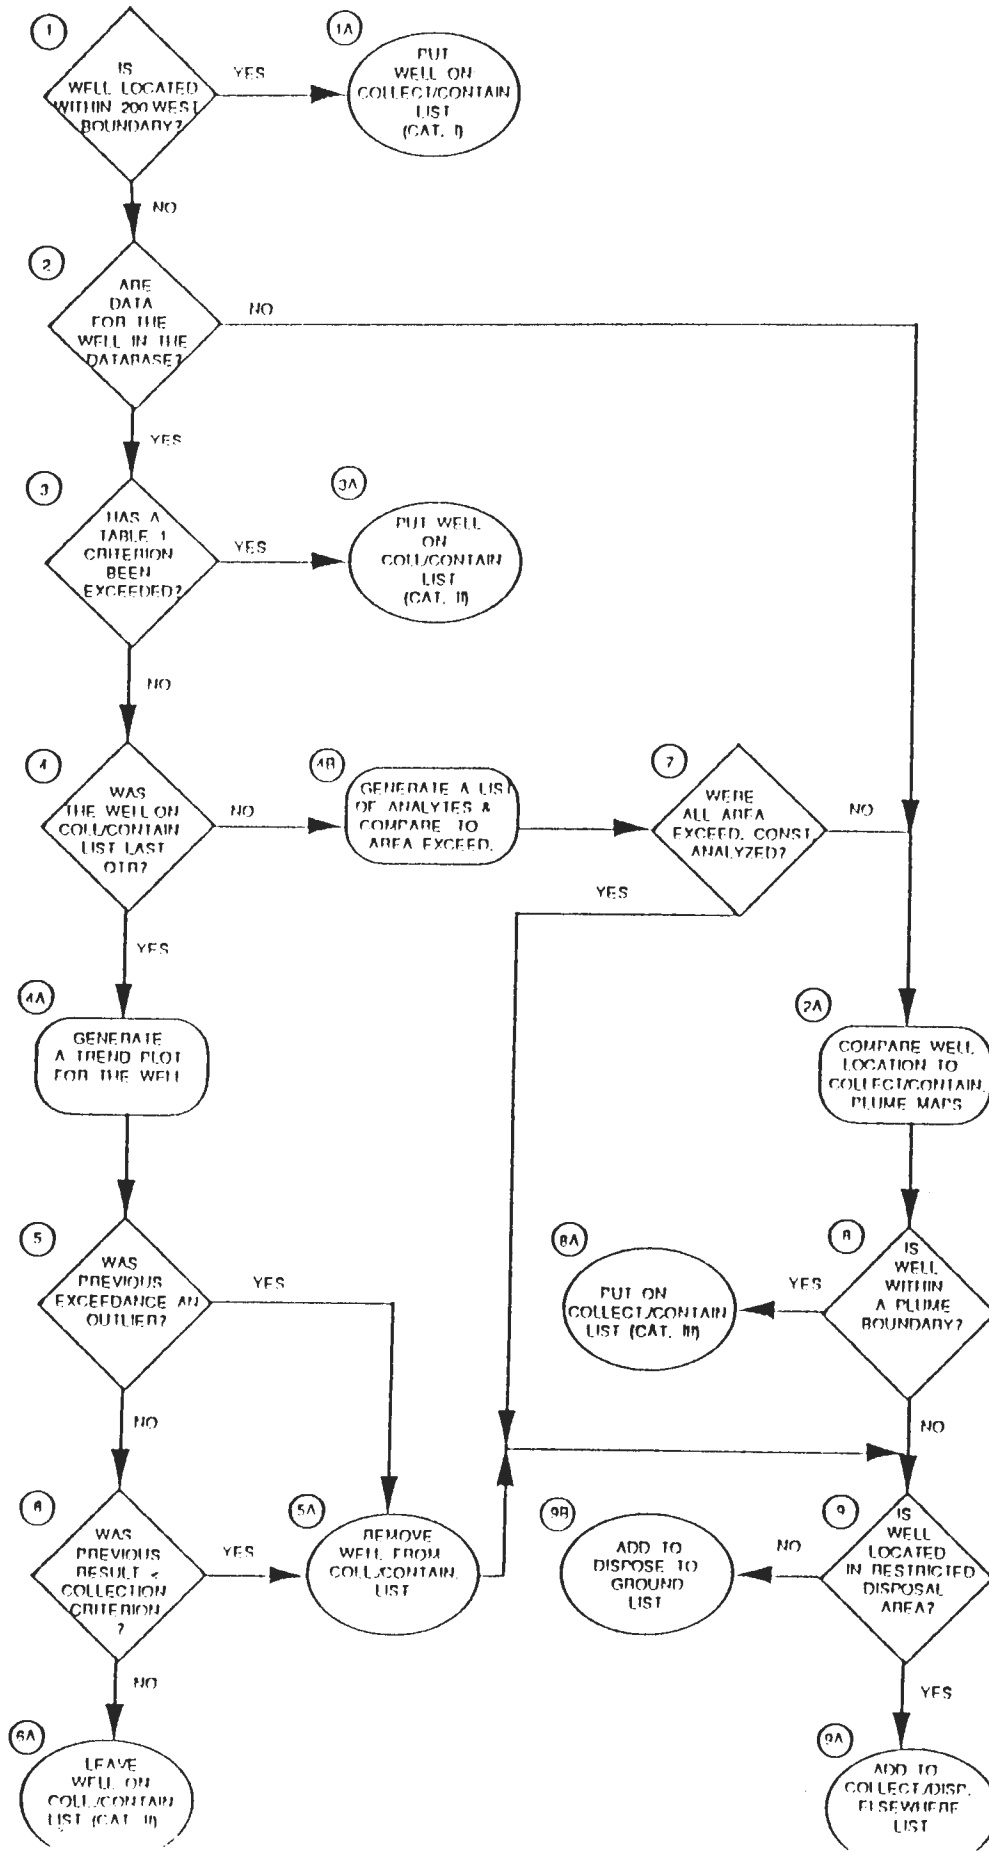 1
IS
WELL LOCATED
WITHIN 200 WEST
BOUNDARY?
YES
1A
PUT
WELL ON
COLLECT/CONTAIN
LIST
(CAT. I)
NO
2
ARE
DATA
FOR THE
WELL IN THE
DATABASE?
NO
YES
3
HAS A
TABLE 1
CRITERION
BEEN
EXCEEDED?
YES
3A
PUT WELL
ON
COLL/CONTAIN
LIST
(CAT. II)
NO
4
WAS
THE WELL ON
COLL/CONTAIN
LIST LAST
QTR?
NO
4B
GENERATE A LIST
OF ANALYTES &
COMPARE TO
AREA EXCEED.
7
WERE
ALL AREA
EXCEED. CONST.
ANALYZED?
NO
YES
YES
4A
GENERATE
A TREND PLOT
FOR THE WELL
2A
COMPARE WELL
LOCATION TO
COLLECT/CONTAIN.
PLUME MAPS
5
WAS
PREVIOUS
EXCEEDANCE AN
OUTLIER?
YES
8
IS
WELL
WITHIN
A PLUME
BOUNDARY?
YES
8A
PUT ON
COLLECT/CONTAIN
LIST (CAT. III)
NO
NO
6
WAS
PREVIOUS
RESULT <
COLLECTION
CRITERION
?
YES
5A
REMOVE
WELL FROM
COLL/CONTAIN.
LIST
9
IS
WELL
LOCATED
IN RESTRICTED
DISPOSAL
AREA?
NO
9B
ADD TO
DISPOSE TO
GROUND
LIST
NO
YES
6A
LEAVE
WELL ON
COLL/CONTAIN
LIST (CAT. II)
9A
ADD TO
COLLECT/DISP.
ELSEWHERE
LIST